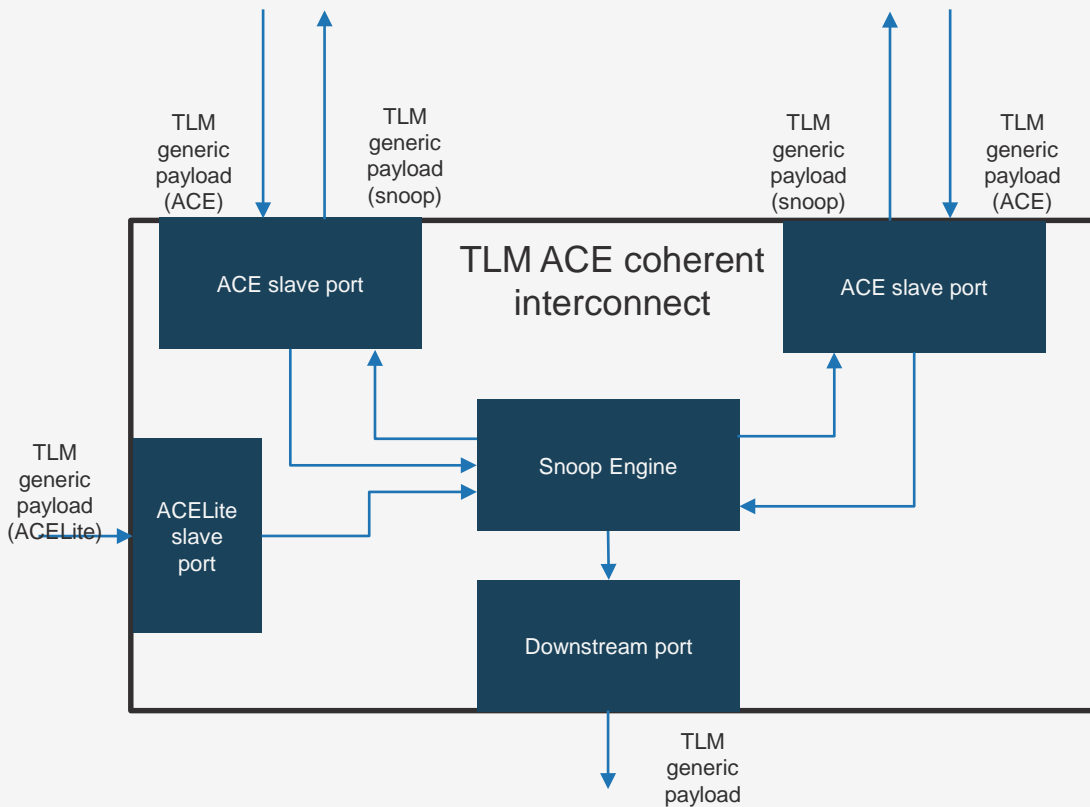 TLM
generic
payload
(ACE)
TLM
generic
payload
(snoop)
TLM
generic
payload
(snoop)
TLM
generic
payload
(ACE)
TLM ACE coherent
interconnect
ACE slave port
ACE slave port
TLM
generic
payload
(ACELite)
ACELite
slave
port
Snoop Engine
Downstream port
TLM
generic
payload